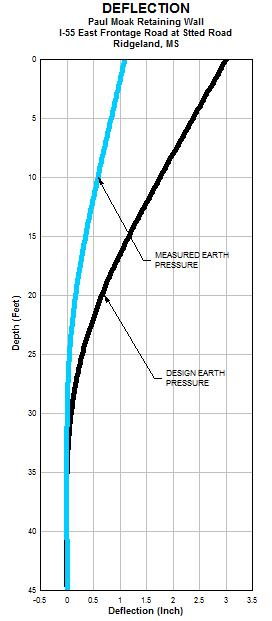 DEFLECTION
Paul Moak Retaining Wall
I-55 East Frontage Road at Stted Road
Ridgeland, MS
0
5
10
15
20
25
30
35
40
45
Depth (Feet)
MEASURED EARTH
PRESSURE
DESIGN EARTH
PRESSURE
-0.5 0 0.5 1 1.5 2 2.5 3 3.5
Deflection (Inch)